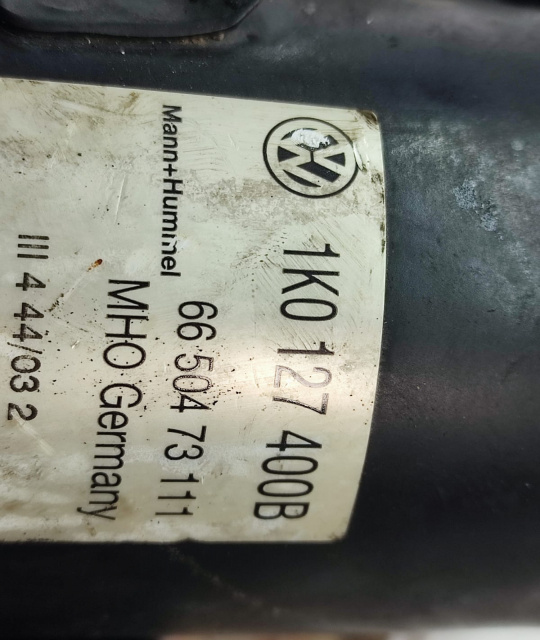 1K0 127 400B
Mann+Hummel
66 504 73 111
MHO Germany
III 4 44/03 2